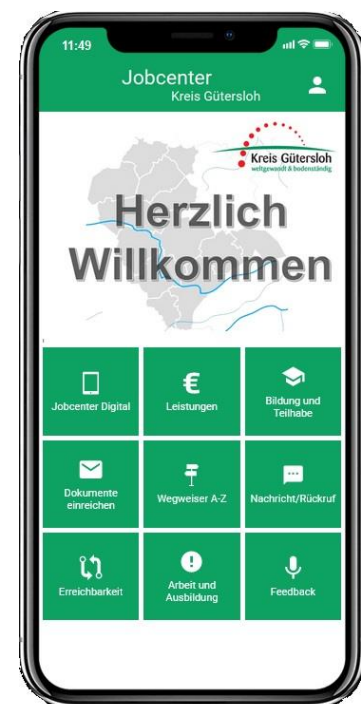 11:49
Jobcenter
Kreis Gütersloh
Kreis Gütersloh
weltgewandt & bodenständig
Herzlich
Willkommen
Jobcenter Digital
€
Leistungen
Bildung und
Teilhabe
Dokumente
einreichen
Wegweiser A-Z
Nachricht/Rückruf
Erreichbarkeit
Arbeit und
Ausbildung
Feedback